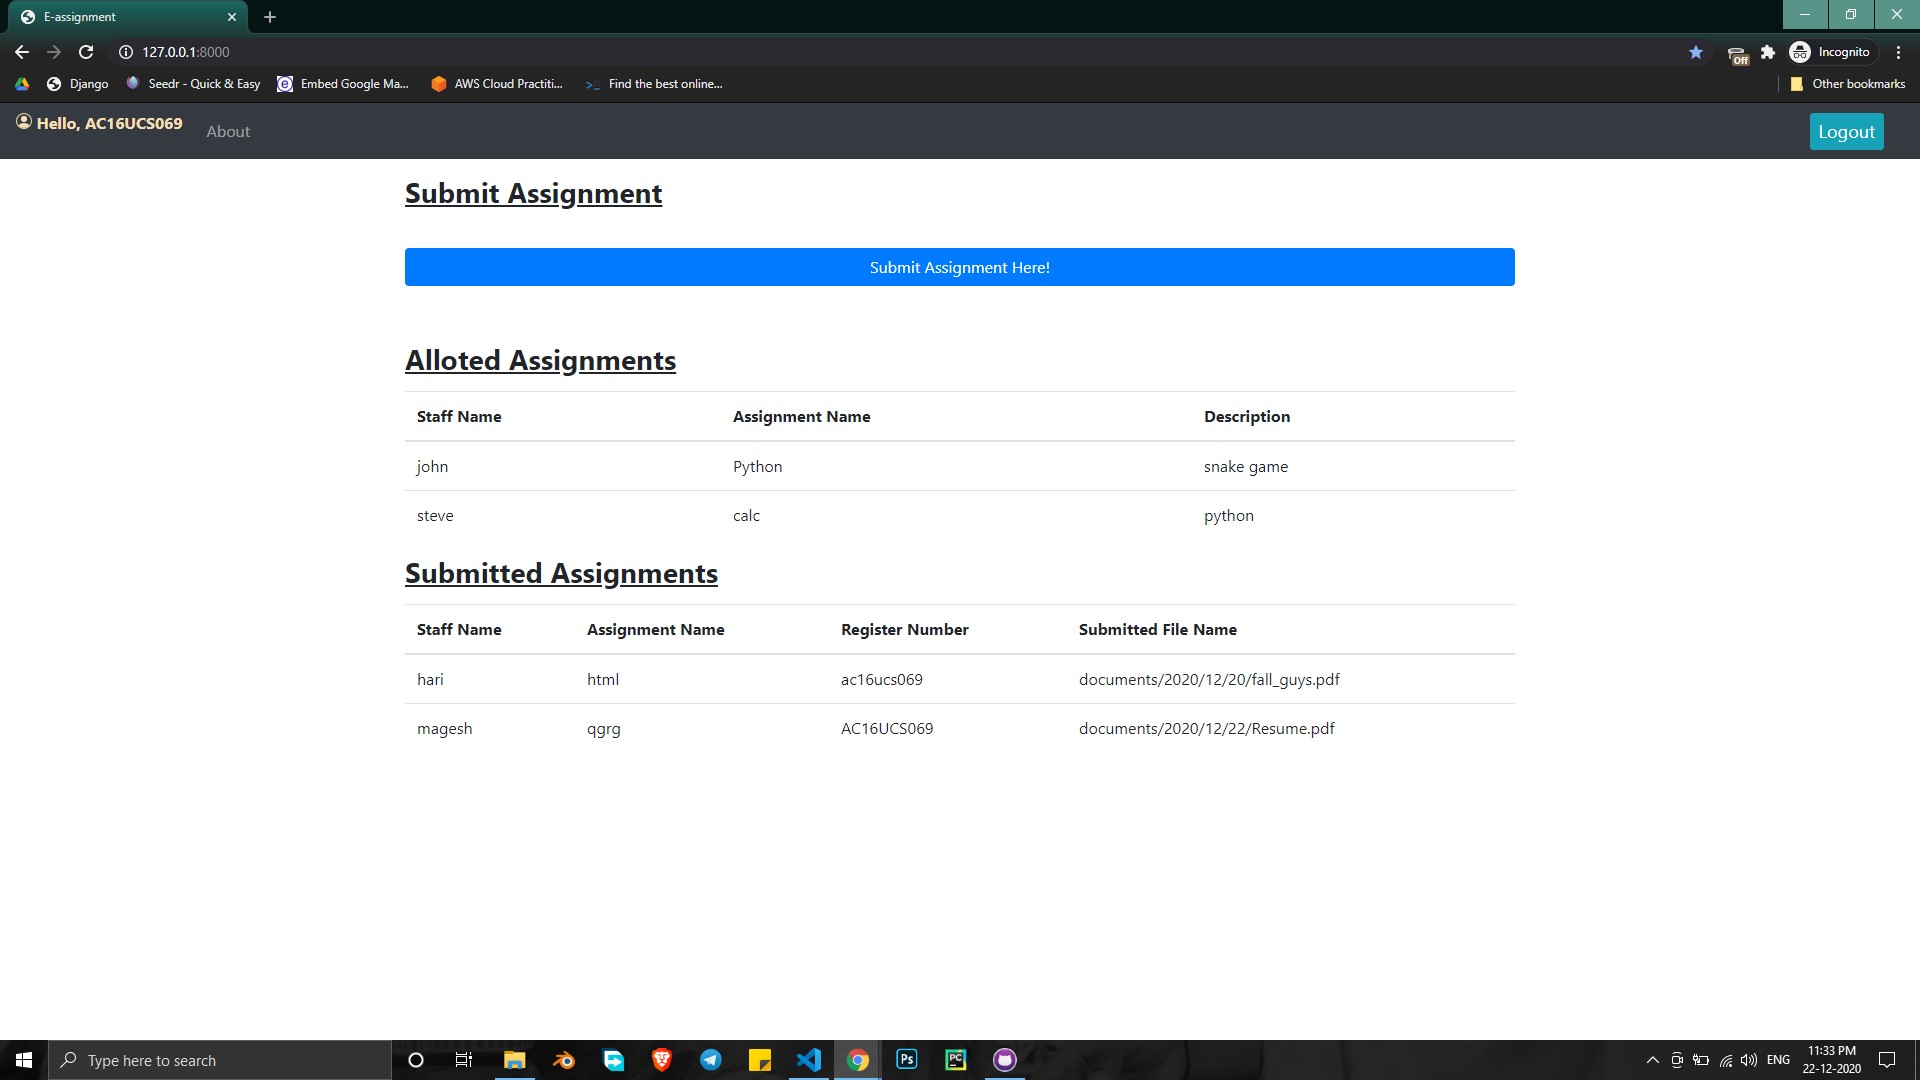 E-assignment
127.0.0.1:8000
Off
Incognito
Django
Seedr - Quick & Easy
Embed Google Ma...
AWS Cloud Practiti...
Find the best online...
Other bookmarks
Hello, AC16UCS069
About
Logout
Submit Assignment
Submit Assignment Here!
Alloted Assignments
Staff Name Assignment Name Description
john Python snake game
steve calc python
Submitted Assignments
Staff Name Assignment Name Register Number Submitted File Name
hari html ac16ucs069 documents/2020/12/20/fall_guys.pdf
magesh qgrg AC16UCS069 documents/2020/12/22/Resume.pdf
Type here to search
Ps
PC
ENG
11:33 PM
22-12-2020